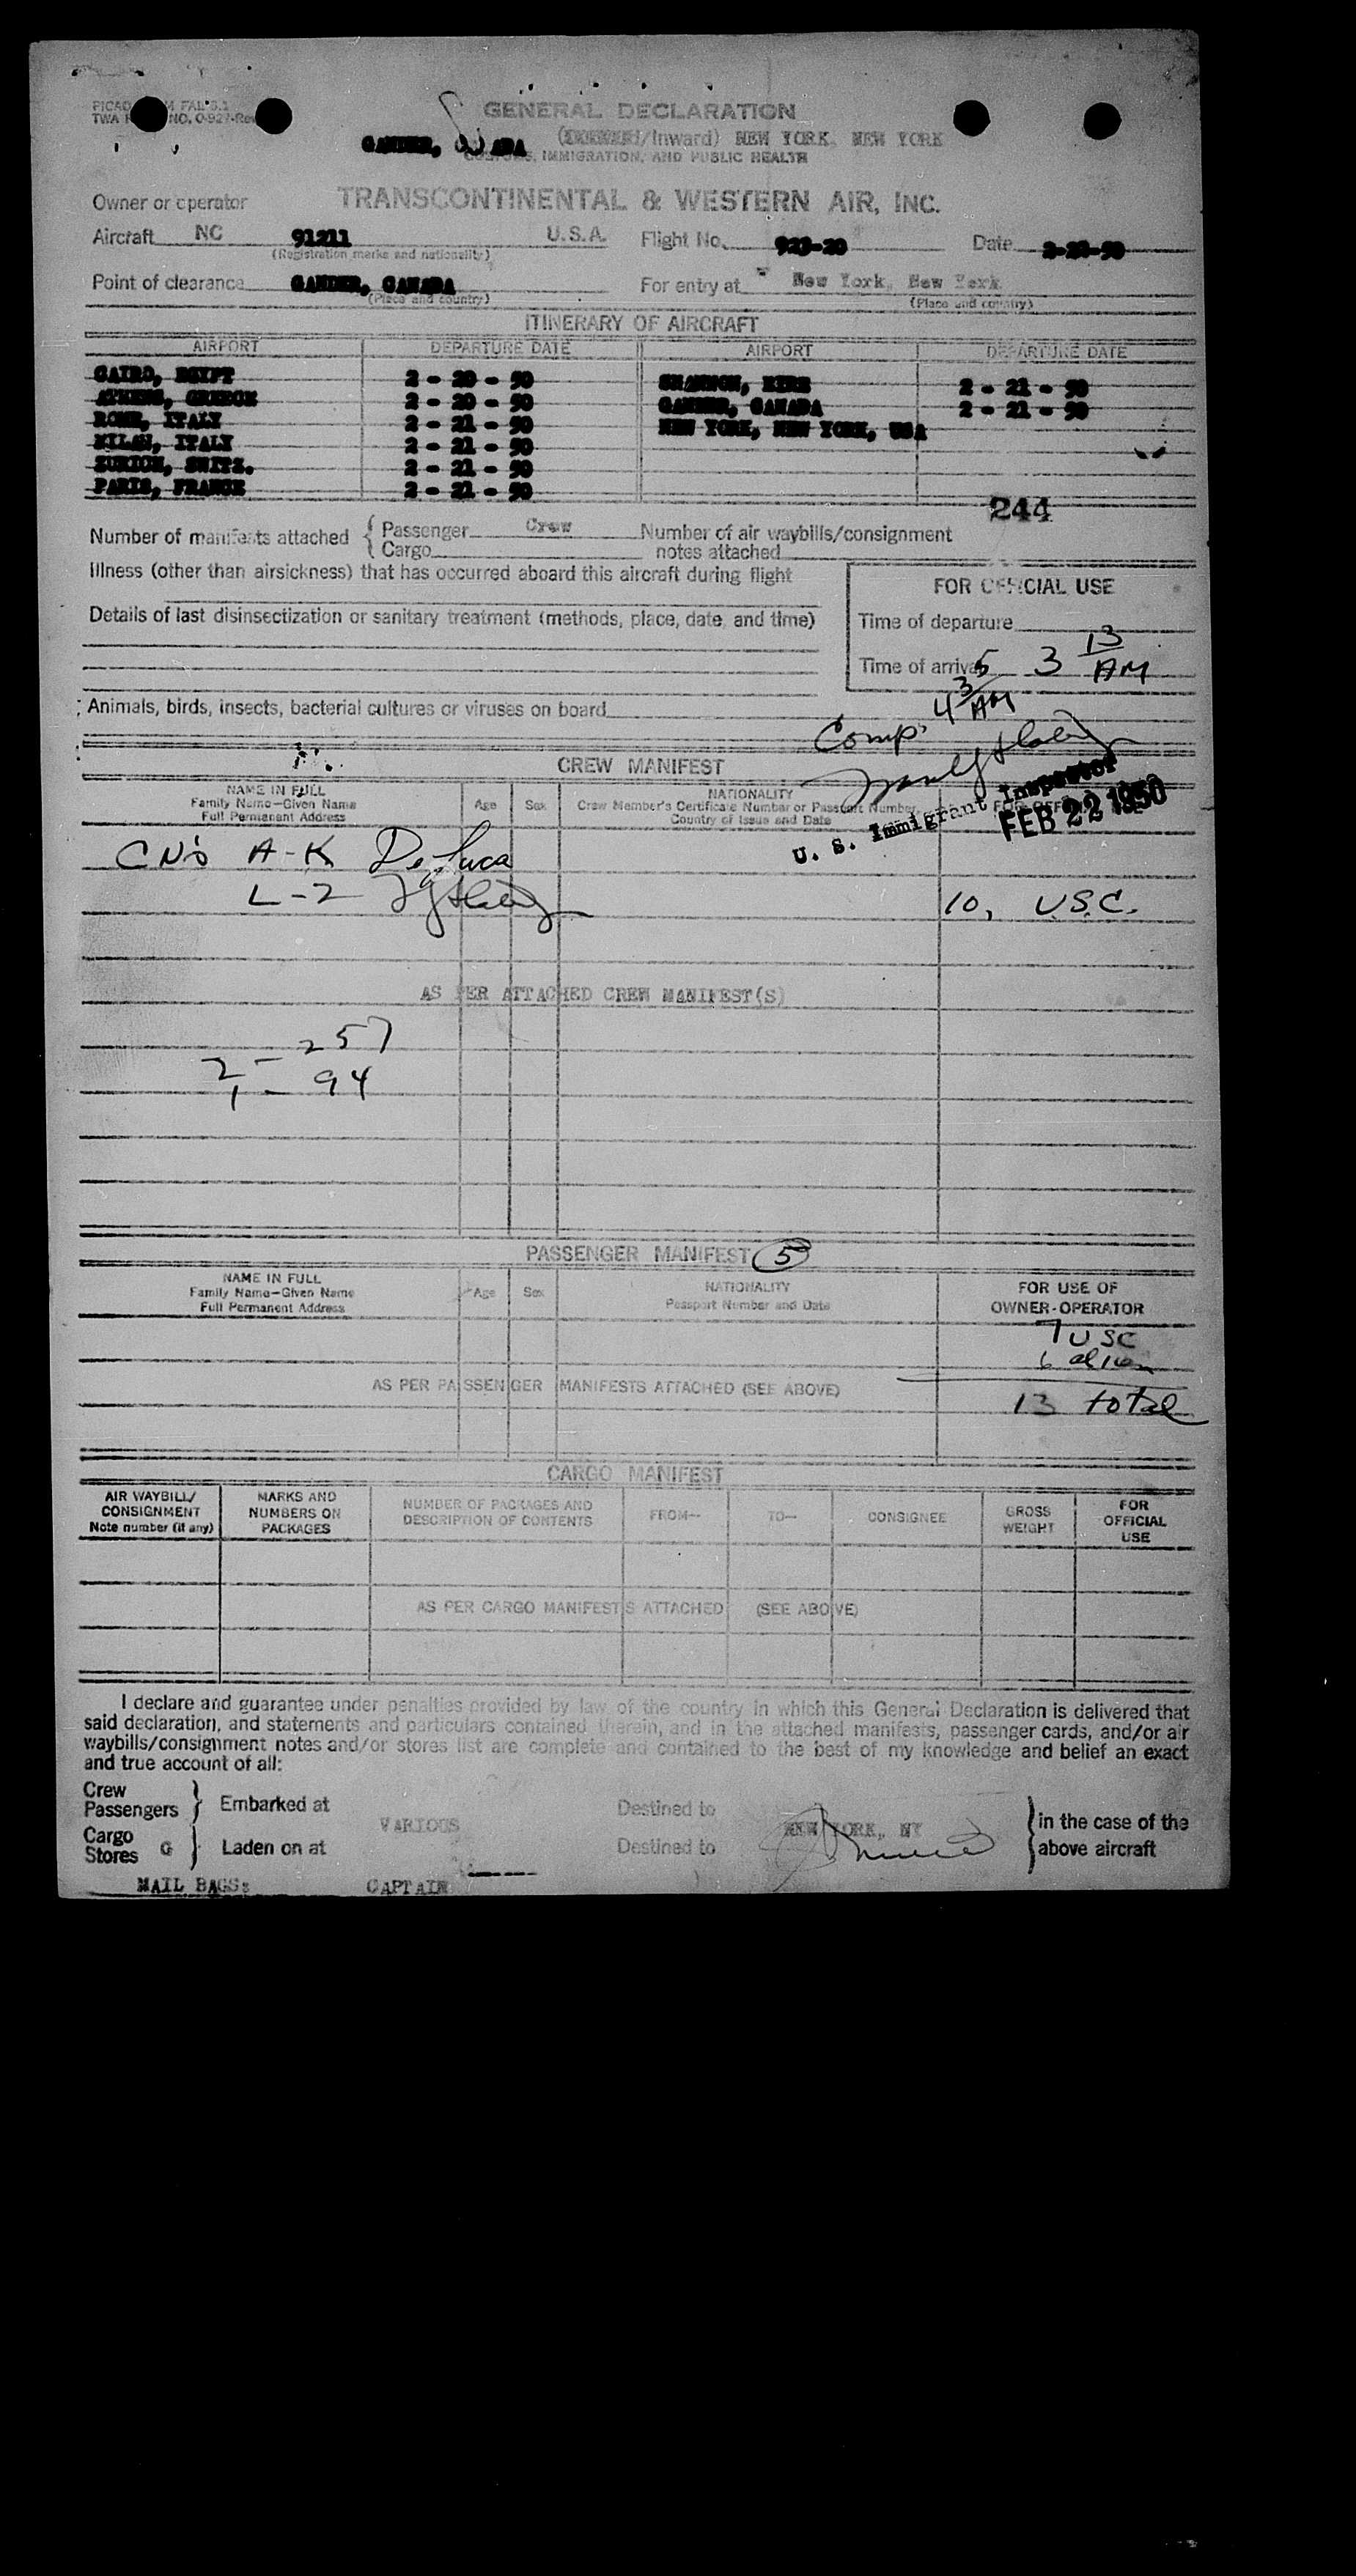 GENERAL DECLARATION
(Inward) NEW YORK, NEW YORK
GANDER,
IMMIGRATION, AND PUBLIC HEALTH
Owner or operator TRANSCONTINENTAL & WESTERN AIR, INC.
Aircraft NC 91211 U.S.A. Flight No. 923-20 Date
(Registration marks and nationality)
Point of clearance GANDER, CANADA For entry at New York, New York
(Place and country) (Place and country)
ITINERARY OF AIRCRAFT
AIRPORT DEPARTURE DATE AIRPORT DEPARTURE DATE
CAIRO, EGYPT 2 - 20 - 50 SHANNON, EIRE 2 - 21 - 50
ATHENS, GREECE 2 - 20 - 50 GANDER, CANADA 2 - 21 - 50
ROME, ITALY 2 - 21 - 50 NEW YORK, NEW YORK, USA
MILAN, ITALY 2 - 21 - 50
ZURICH, SWITZ. 2 - 21 - 50
PARIS, FRANCE 2 - 21 - 50
244
Number of manifests attached { Passenger Crew Number of air waybills/consignment
Cargo notes attached
Illness (other than airsickness) that has occurred aboard this aircraft during flight
FOR OFFICIAL USE
Details of last disinsectization or sanitary treatment (methods, place, date, and time)
Time of departure
Time of arrival 3 13 AM
4 35 AM
Animals, birds, insects, bacterial cultures or viruses on board
Comp.
CREW MANIFEST
U. S. Immigrant Inspector
FEB 22 1950
NAME IN FULL NATIONALITY
Family Name—Given Name Age Sex Crew Member's Certificate Number or Passport Number
Full Permanent Address Country of Issue and Date
A-K De Luca
L-2
10, U.S.C.
AS PER ATTACHED CREW MANIFEST(S)
2 - 257
1 - 94
PASSENGER MANIFEST 5
NAME IN FULL NATIONALITY FOR USE OF
Family Name—Given Name Age Sex Passport Number and Date OWNER-OPERATOR
Full Permanent Address
7 USC
6 alien
AS PER PASSENGER MANIFESTS ATTACHED (SEE ABOVE)
13 total
CARGO MANIFEST
AIR WAYBILL/ MARKS AND NUMBER OF PACKAGES AND FROM— TO— CONSIGNEE GROSS FOR
CONSIGNMENT NUMBERS ON DESCRIPTION OF CONTENTS WEIGHT OFFICIAL
Note number (if any) PACKAGES USE
AS PER CARGO MANIFESTS ATTACHED (SEE ABOVE)
I declare and guarantee under penalties provided by law of the country in which this General Declaration is delivered that
said declaration, and statements and particulars contained therein, and in the attached manifests, passenger cards, and/or air
waybills/consignment notes and/or stores list are complete and contained to the best of my knowledge and belief an exact
and true account of all:
Crew
Passengers } Embarked at Destined to
VARIOUS NEW YORK, NY } in the case of the
Cargo
Stores G } Laden on at Destined to above aircraft
MAIL BAGS: CAPTAIN